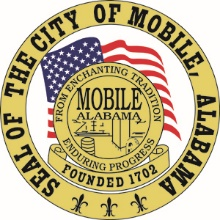 SEAL OF THE CITY OF MOBILE, ALABAMA
FROM ENCHANTING TRADITION
MOBILE
ALABAMA
ENDURING PROGRESS
FOUNDED 1702